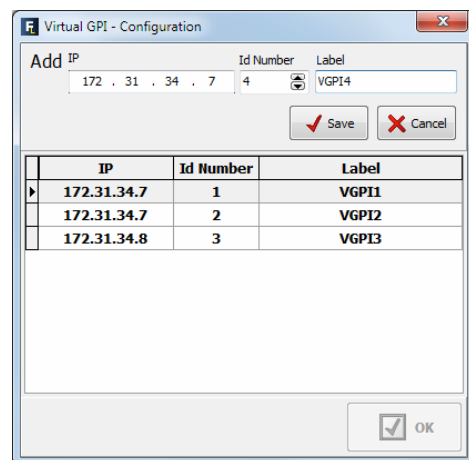 Virtual GPI - Configuration
Add IP Id Number Label
172 . 31 . 34 . 7 4 VGPI4
Save Cancel
IP Id Number Label
172.31.34.7 1 VGPI1
172.31.34.7 2 VGPI2
172.31.34.8 3 VGPI3
OK